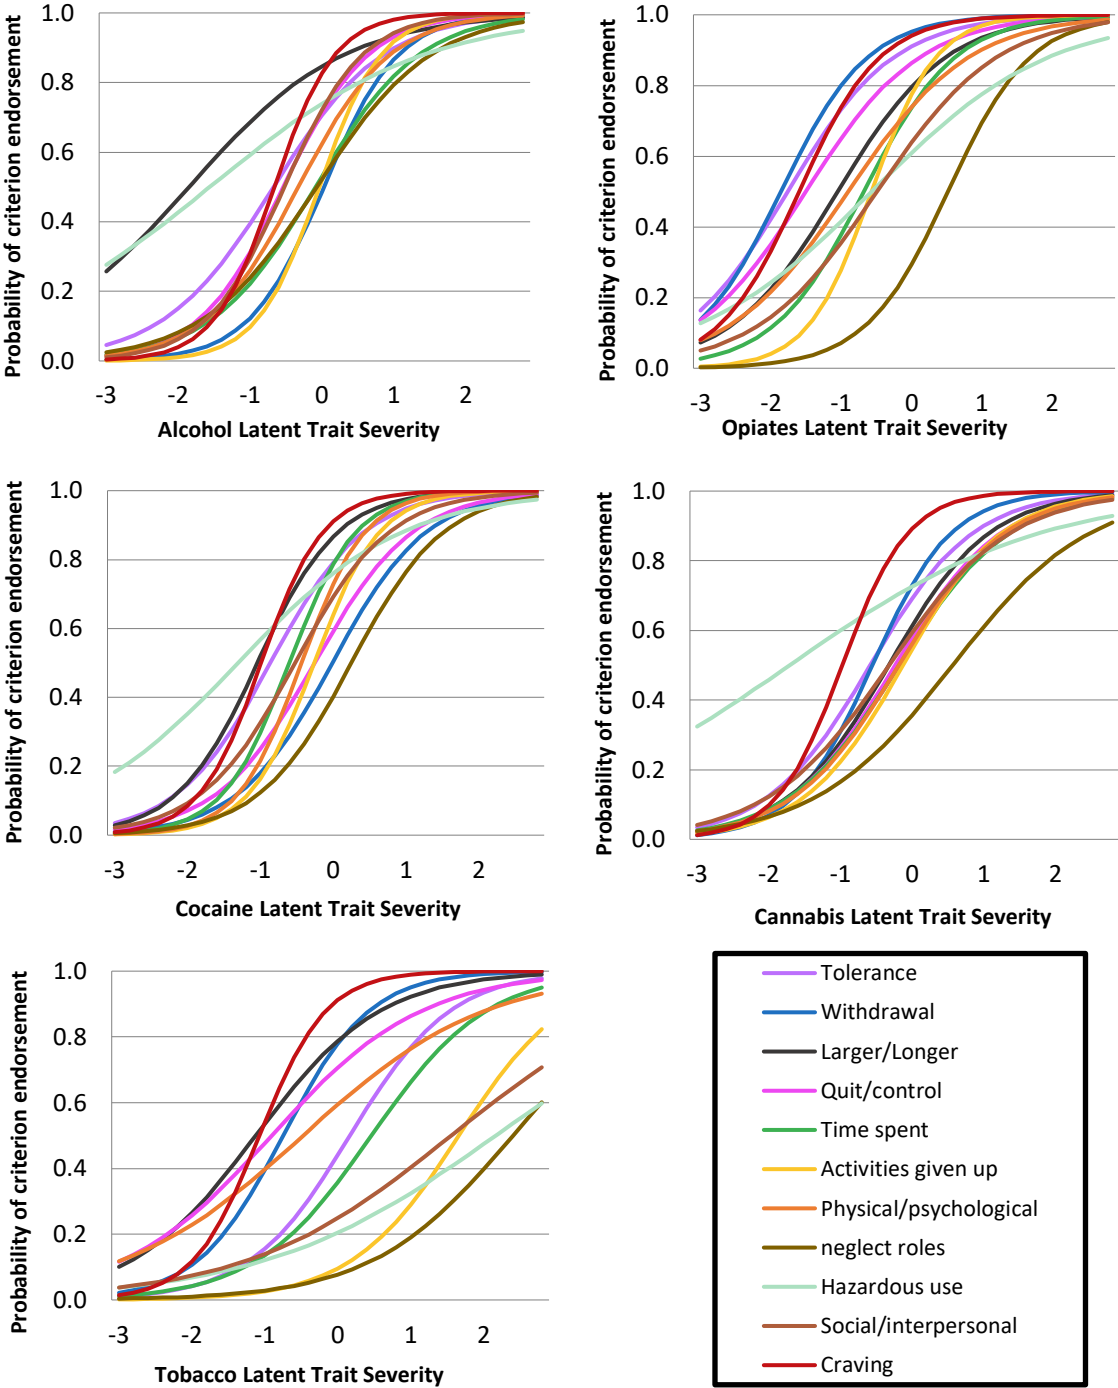 Probability of criterion endorsement
1.0
0.8
0.6
0.4
0.2
0.0
-3 -2 -1 0 1 2
Alcohol Latent Trait Severity
Probability of criterion endorsement
1.0
0.8
0.6
0.4
0.2
0.0
-3 -2 -1 0 1 2
Opiates Latent Trait Severity
Probability of criterion endorsement
1.0
0.8
0.6
0.4
0.2
0.0
-3 -2 -1 0 1 2
Cocaine Latent Trait Severity
Probability of criterion endorsement
1.0
0.8
0.6
0.4
0.2
0.0
-3 -2 -1 0 1 2
Cannabis Latent Trait Severity
Probability of criterion endorsement
1.0
0.8
0.6
0.4
0.2
0.0
-3 -2 -1 0 1 2
Tobacco Latent Trait Severity
Tolerance
Withdrawal
Larger/Longer
Quit/control
Time spent
Activities given up
Physical/psychological
neglect roles
Hazardous use
Social/interpersonal
Craving